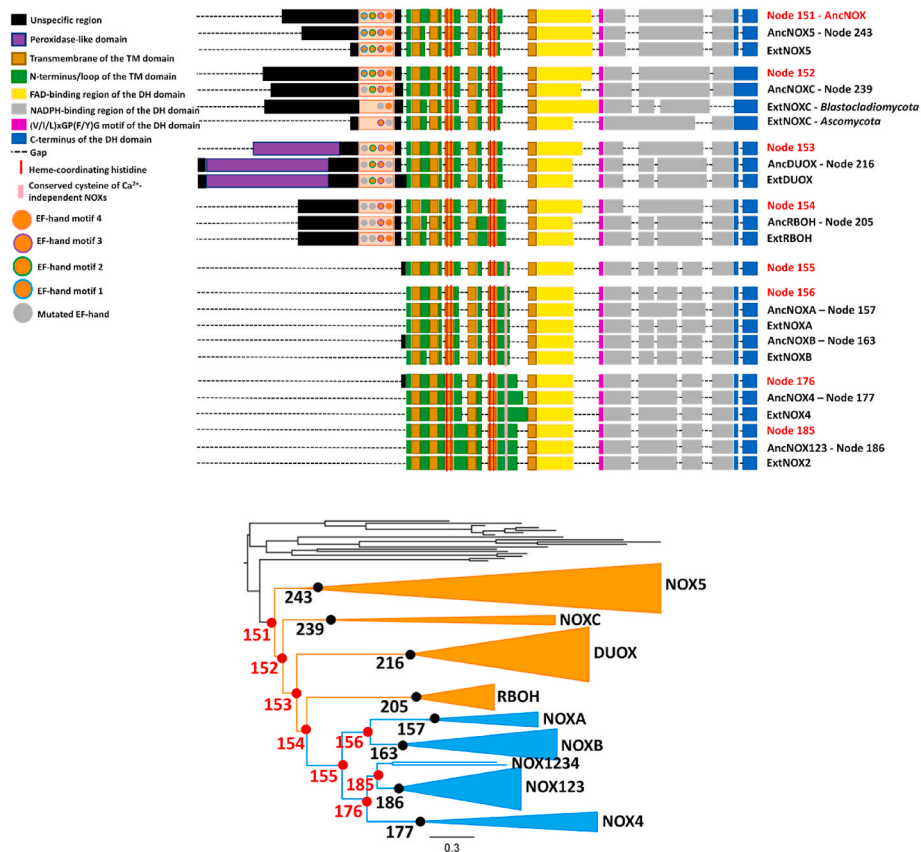 Unspecific region
Peroxidase-like domain
Transmembrane of the TM domain
N-terminus/loop of the TM domain
FAD-binding region of the DH domain
NADPH-binding region of the DH domain
(V/I/L)xGP(F/Y)G motif of the DH domain
C-terminus of the DH domain
Gap
Heme-coordinating histidine
Conserved cysteine of Ca²⁺-
independent NOXs
EF-hand motif 4
EF-hand motif 3
EF-hand motif 2
EF-hand motif 1
Mutated EF-hand
Node 151 - AncNOX
AncNOX5 - Node 243
ExtNOX5
Node 152
AncNOXC - Node 239
ExtNOXC - Blastocladiomycota
ExtNOXC - Ascomycota
Node 153
AncDUOX - Node 216
ExtDUOX
Node 154
AncRBOH - Node 205
ExtRBOH
Node 155
Node 156
AncNOXA – Node 157
ExtNOXA
AncNOXB – Node 163
ExtNOXB
Node 176
AncNOX4 – Node 177
ExtNOX4
Node 185
AncNOX123 - Node 186
ExtNOX2
243
NOX5
151
239
NOXC
152
216
DUOX
153
205
RBOH
154
157
NOXA
156
163
NOXB
155
NOX1234
185
186
NOX123
176
177
NOX4
0.3